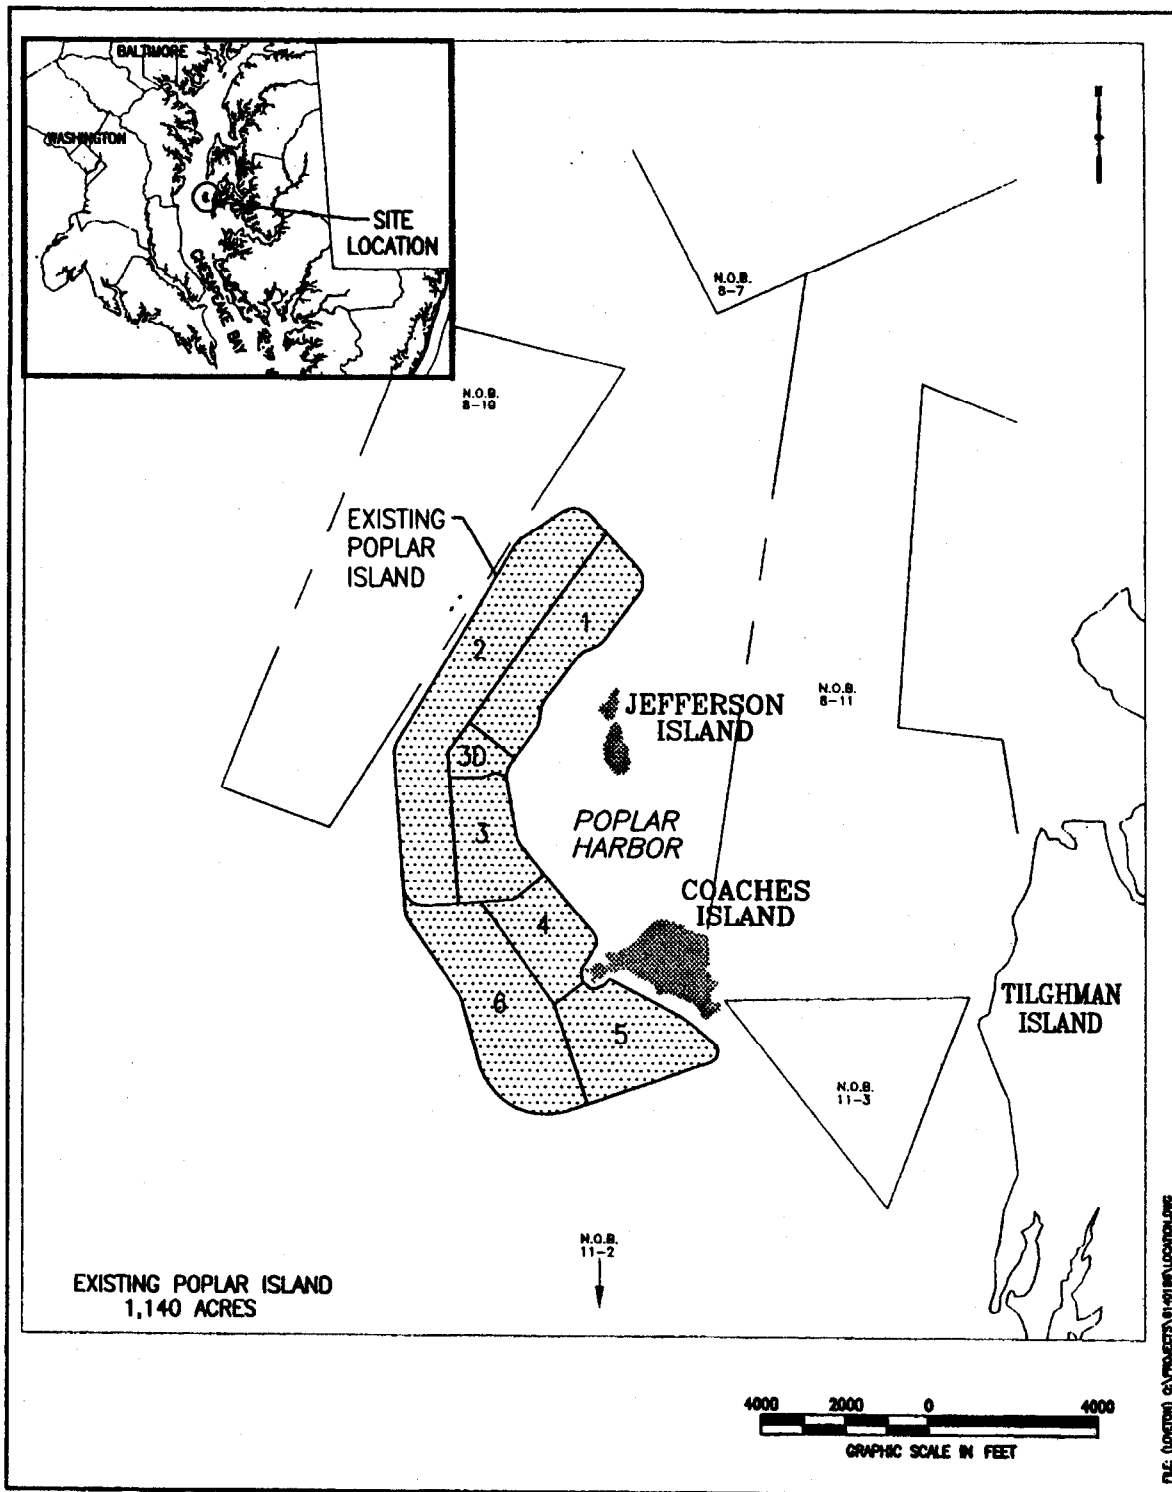 BALTIMORE
WASHINGTON
SITE
LOCATION
CHESAPEAKE BAY
N
N.O.B.
8-7
N.O.B.
8-10
EXISTING
POPLAR
ISLAND
1
2
JEFFERSON
ISLAND
N.O.B.
8-11
3D
3
POPLAR
HARBOR
COACHES
ISLAND
4
6
5
TILGHMAN
ISLAND
N.O.B.
11-3
N.O.B.
11-2
EXISTING POPLAR ISLAND
1,140 ACRES
4000 2000 0 4000
GRAPHIC SCALE IN FEET